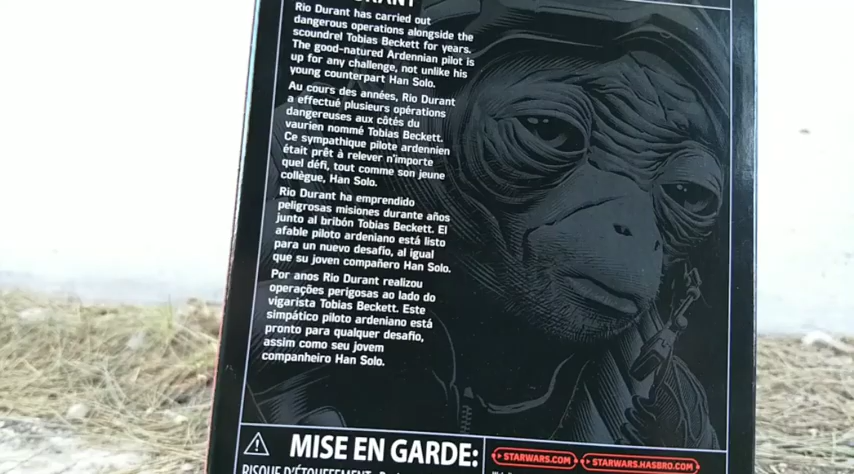 Rio Durant has carried out
dangerous operations alongside the
scoundrel Tobias Beckett for years.
The good-natured Ardennian pilot is
up for any challenge, not unlike his
young counterpart Han Solo.
Au cours des années, Rio Durant
a effectué plusieurs opérations
dangereuses aux côtés du
vaurien nommé Tobias Beckett.
Ce sympathique pilote ardennien
était prêt à relever n'importe
quel défi, tout comme son jeune
collègue, Han Solo.
Rio Durant ha emprendido
peligrosas misiones durante años
junto al bribón Tobias Beckett. El
afable piloto ardeniano está listo
para un nuevo desafío, al igual
que su joven compañero Han Solo.
Por anos Rio Durant realizou
operações perigosas ao lado do
vigarista Tobias Beckett. Este
simpático piloto ardeniano está
pronto para qualquer desafio,
assim como seu jovem
companheiro Han Solo.
MISE EN GARDE:
STARWARS.COM
STARWARS.HASBRO.COM
RISQUE D'ÉTOUFFEMENT